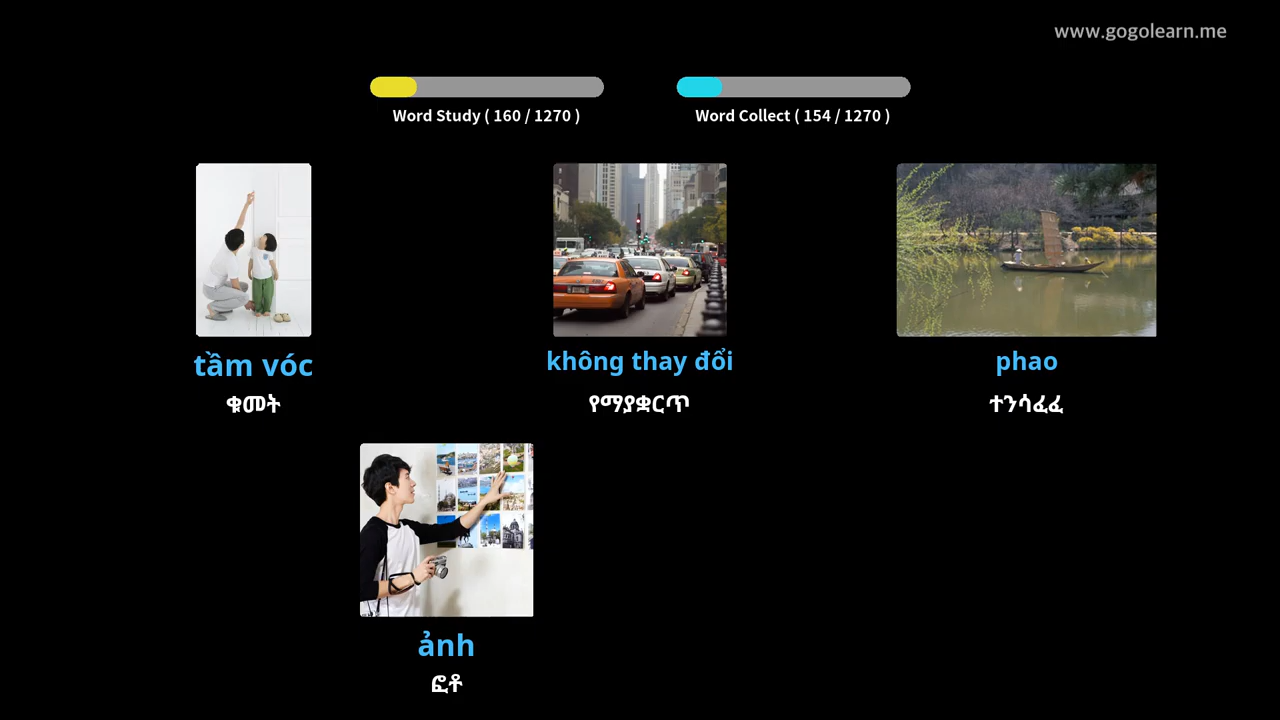 www.gogolearn.me
Word Study ( 160 / 1270 )
Word Collect ( 154 / 1270 )
tầm vóc
ቁመት
không thay đổi
የማያቋርጥ
phao
ተንሳፈፈ
ảnh
ፎቶ